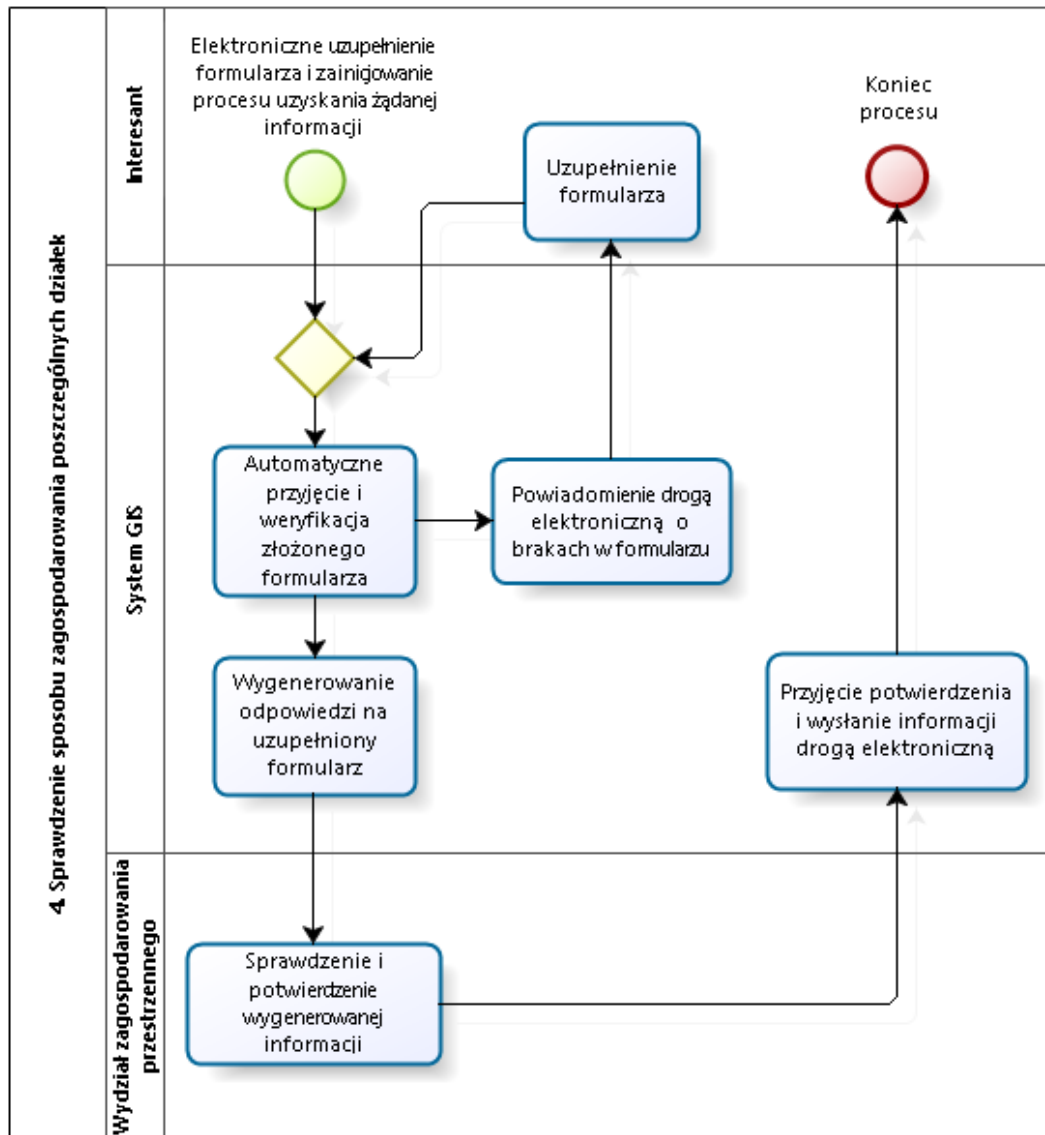 4. Sprawdzenie sposobu zagospodarowania poszczególnych działek
Interesant
Elektroniczne uzupełnienie
formularza i zainigowanie
procesu uzyskania żądanej
informacji
Uzupełnienie
formularza
Koniec
procesu
System GIS
Automatyczne
przyjęcie i
weryfikacja
złożonego
formularza
Powiadomienie drogą
elektroniczną o
brakach w formularzu
Wygenerowanie
odpowiedzi na
uzupełniony
formularz
Przyjęcie potwierdzenia
i wysłanie informacji
drogą elektroniczną
Wydział zagospodarowania
przestrzennego
Sprawdzenie i
potwierdzenie
wygenerowanej
informacji